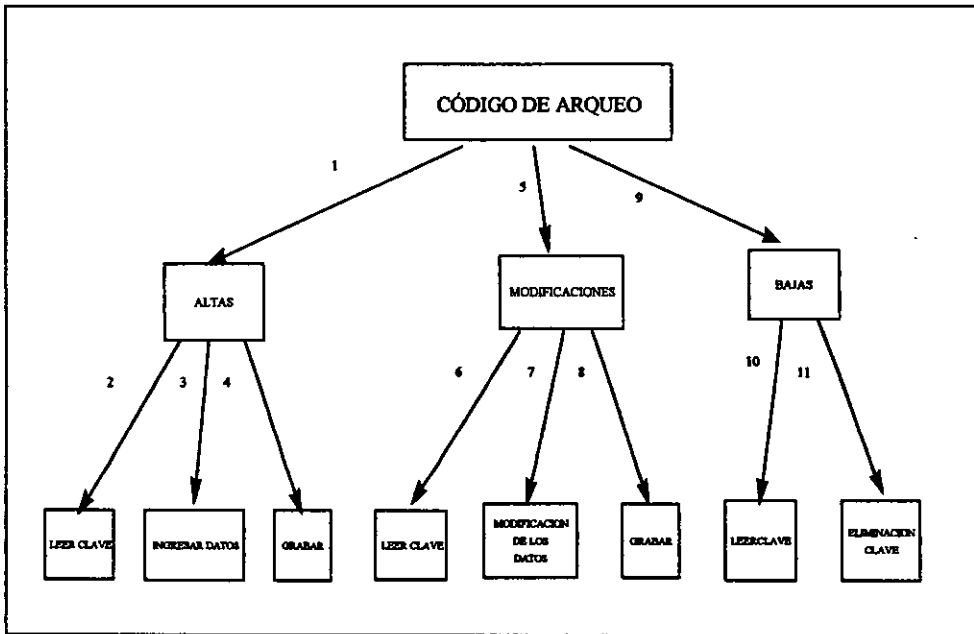 CÓDIGO DE ARQUEO
1
5
9
ALTAS
MODIFICACIONES
BAJAS
2
3
4
6
7
8
10
11
LEER CLAVE
INGRESAR DATOS
GRABAR
LEER CLAVE
MODIFICACION
DE LOS
DATOS
GRABAR
LEERCLAVE
ELIMINACION
CLAVE